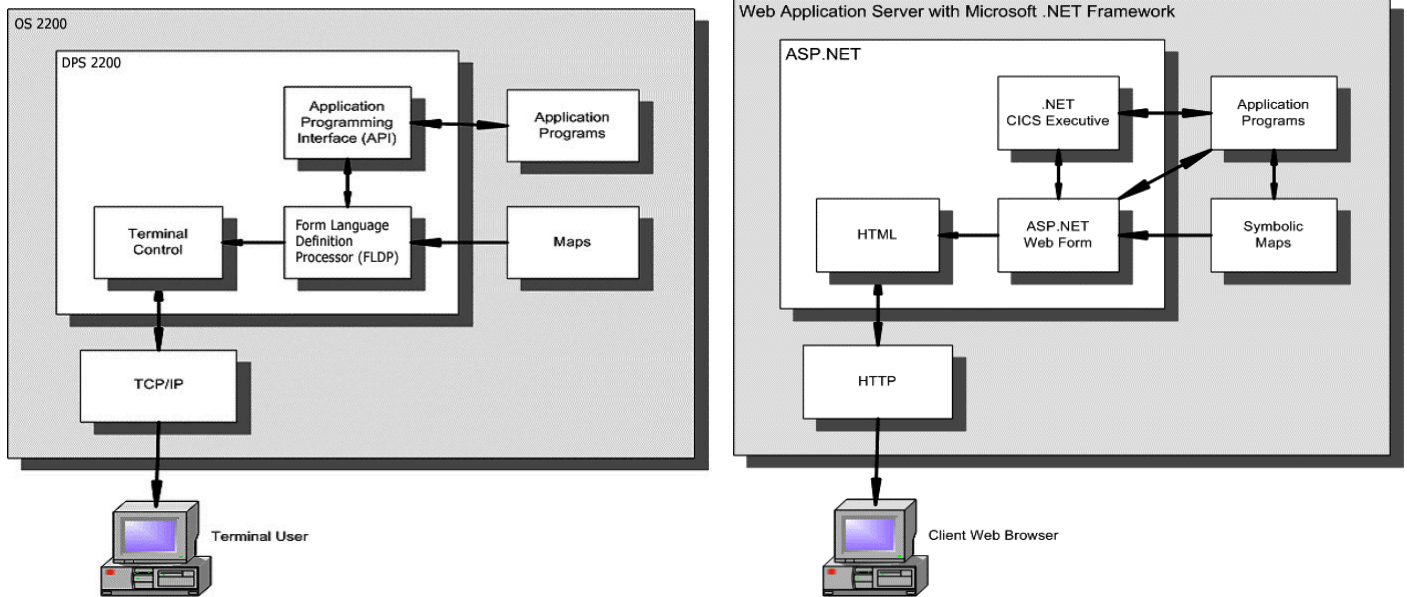 OS 2200
DPS 2200
Application
Programming
Interface (API)
Application
Programs
Terminal
Control
Form Language
Definition
Processor (FLDP)
Maps
TCP/IP
Terminal User
Web Application Server with Microsoft .NET Framework
ASP.NET
.NET
CICS Executive
Application
Programs
HTML
ASP.NET
Web Form
Symbolic
Maps
HTTP
Client Web Browser